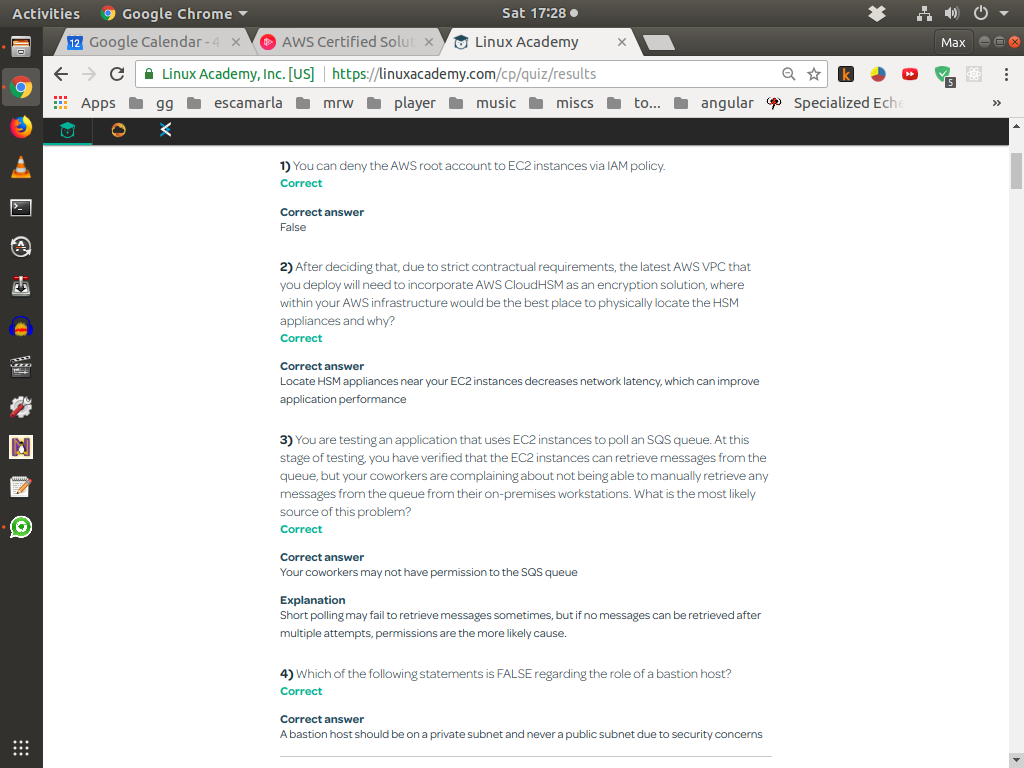 Activities Google Chrome Sat 17:28
Google Calendar - 4 AWS Certified Solut Linux Academy Max
Linux Academy, Inc. [US] https://linuxacademy.com/cp/quiz/results k 5
Apps gg escamarla mrw player music miscs to... angular Specialized Eche »
1) You can deny the AWS root account to EC2 instances via IAM policy.
Correct
Correct answer
False
2) After deciding that, due to strict contractual requirements, the latest AWS VPC that
you deploy will need to incorporate AWS CloudHSM as an encryption solution, where
within your AWS infrastructure would be the best place to physically locate the HSM
appliances and why?
Correct
Correct answer
Locate HSM appliances near your EC2 instances decreases network latency, which can improve
application performance
3) You are testing an application that uses EC2 instances to poll an SQS queue. At this
stage of testing, you have verified that the EC2 instances can retrieve messages from the
queue, but your coworkers are complaining about not being able to manually retrieve any
messages from the queue from their on-premises workstations. What is the most likely
source of this problem?
Correct
Correct answer
Your coworkers may not have permission to the SQS queue
Explanation
Short polling may fail to retrieve messages sometimes, but if no messages can be retrieved after
multiple attempts, permissions are the more likely cause.
4) Which of the following statements is FALSE regarding the role of a bastion host?
Correct
Correct answer
A bastion host should be on a private subnet and never a public subnet due to security concerns